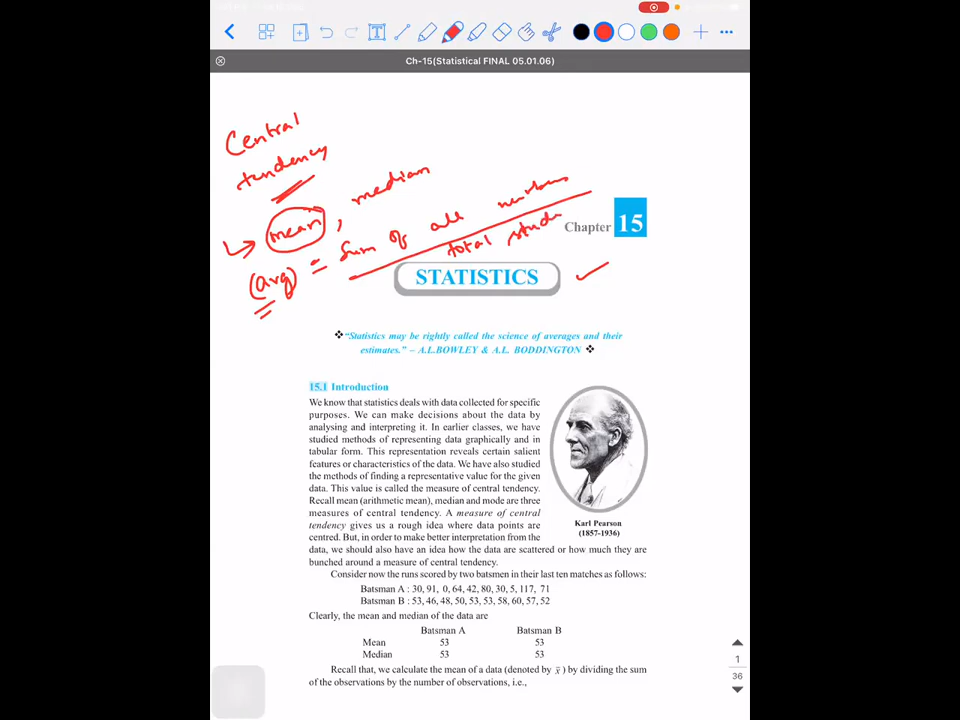 Ch-15(Statistical FINAL 05.01.06)
Central
tendency
mean, median
(avg) = Sum of all
total
Chapter 15
STATISTICS
❖"Statistics may be rightly called the science of averages and their
estimates." – A.L.BOWLEY & A.L. BODDINGTON ❖
15.1 Introduction
We know that statistics deals with data collected for specific
purposes. We can make decisions about the data by
analysing and interpreting it. In earlier classes, we have
studied methods of representing data graphically and in
tabular form. This representation reveals certain salient
features or characteristics of the data. We have also studied
the methods of finding a representative value for the given
data. This value is called the measure of central tendency.
Recall mean (arithmetic mean), median and mode are three
measures of central tendency. A measure of central
tendency gives us a rough idea where data points are
centred. But, in order to make better interpretation from the
data, we should also have an idea how the data are scattered or how much they are
bunched around a measure of central tendency.
Karl Pearson
(1857-1936)
Consider now the runs scored by two batsmen in their last ten matches as follows:
Batsman A : 30, 91, 0, 64, 42, 80, 30, 5, 117, 71
Batsman B : 53, 46, 48, 50, 53, 53, 58, 60, 57, 52
Clearly, the mean and median of the data are
Batsman A Batsman B
Mean 53 53
Median 53 53
Recall that, we calculate the mean of a data (denoted by x̄ ) by dividing the sum
of the observations by the number of observations, i.e.,
1
36